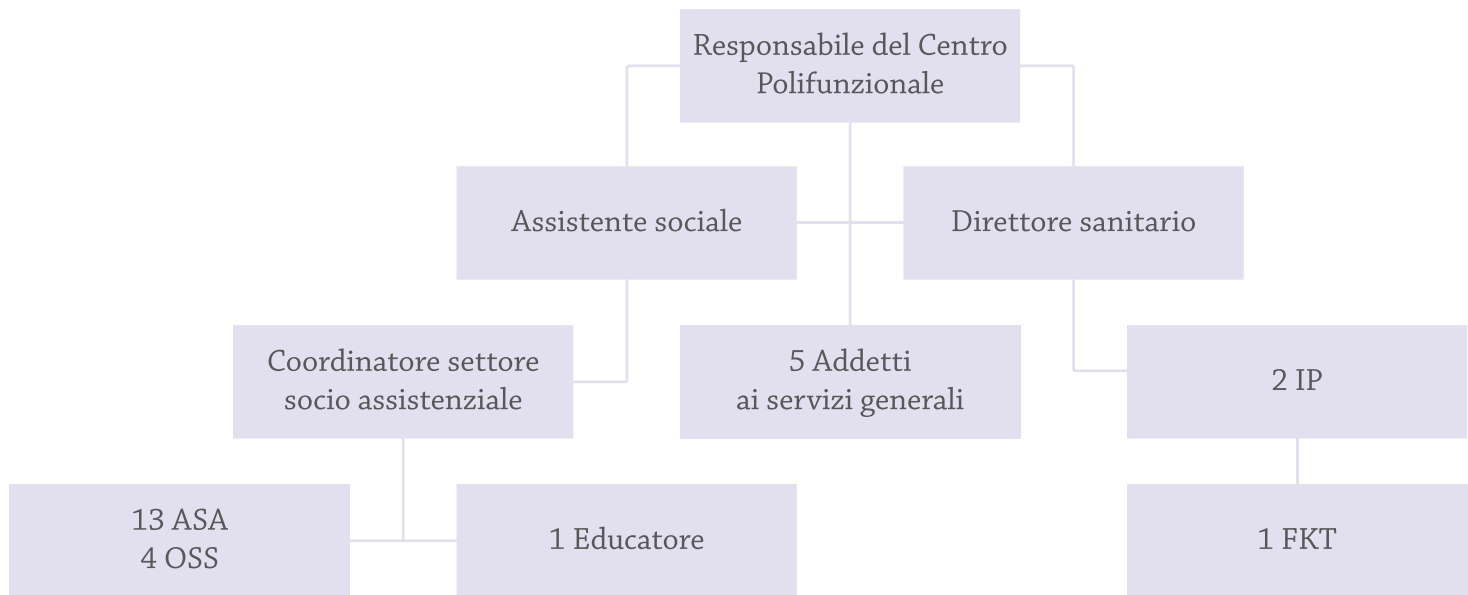 Responsabile del Centro
Polifunzionale
Assistente sociale
Direttore sanitario
Coordinatore settore
socio assistenziale
5 Addetti
ai servizi generali
2 IP
13 ASA
4 OSS
1 Educatore
1 FKT